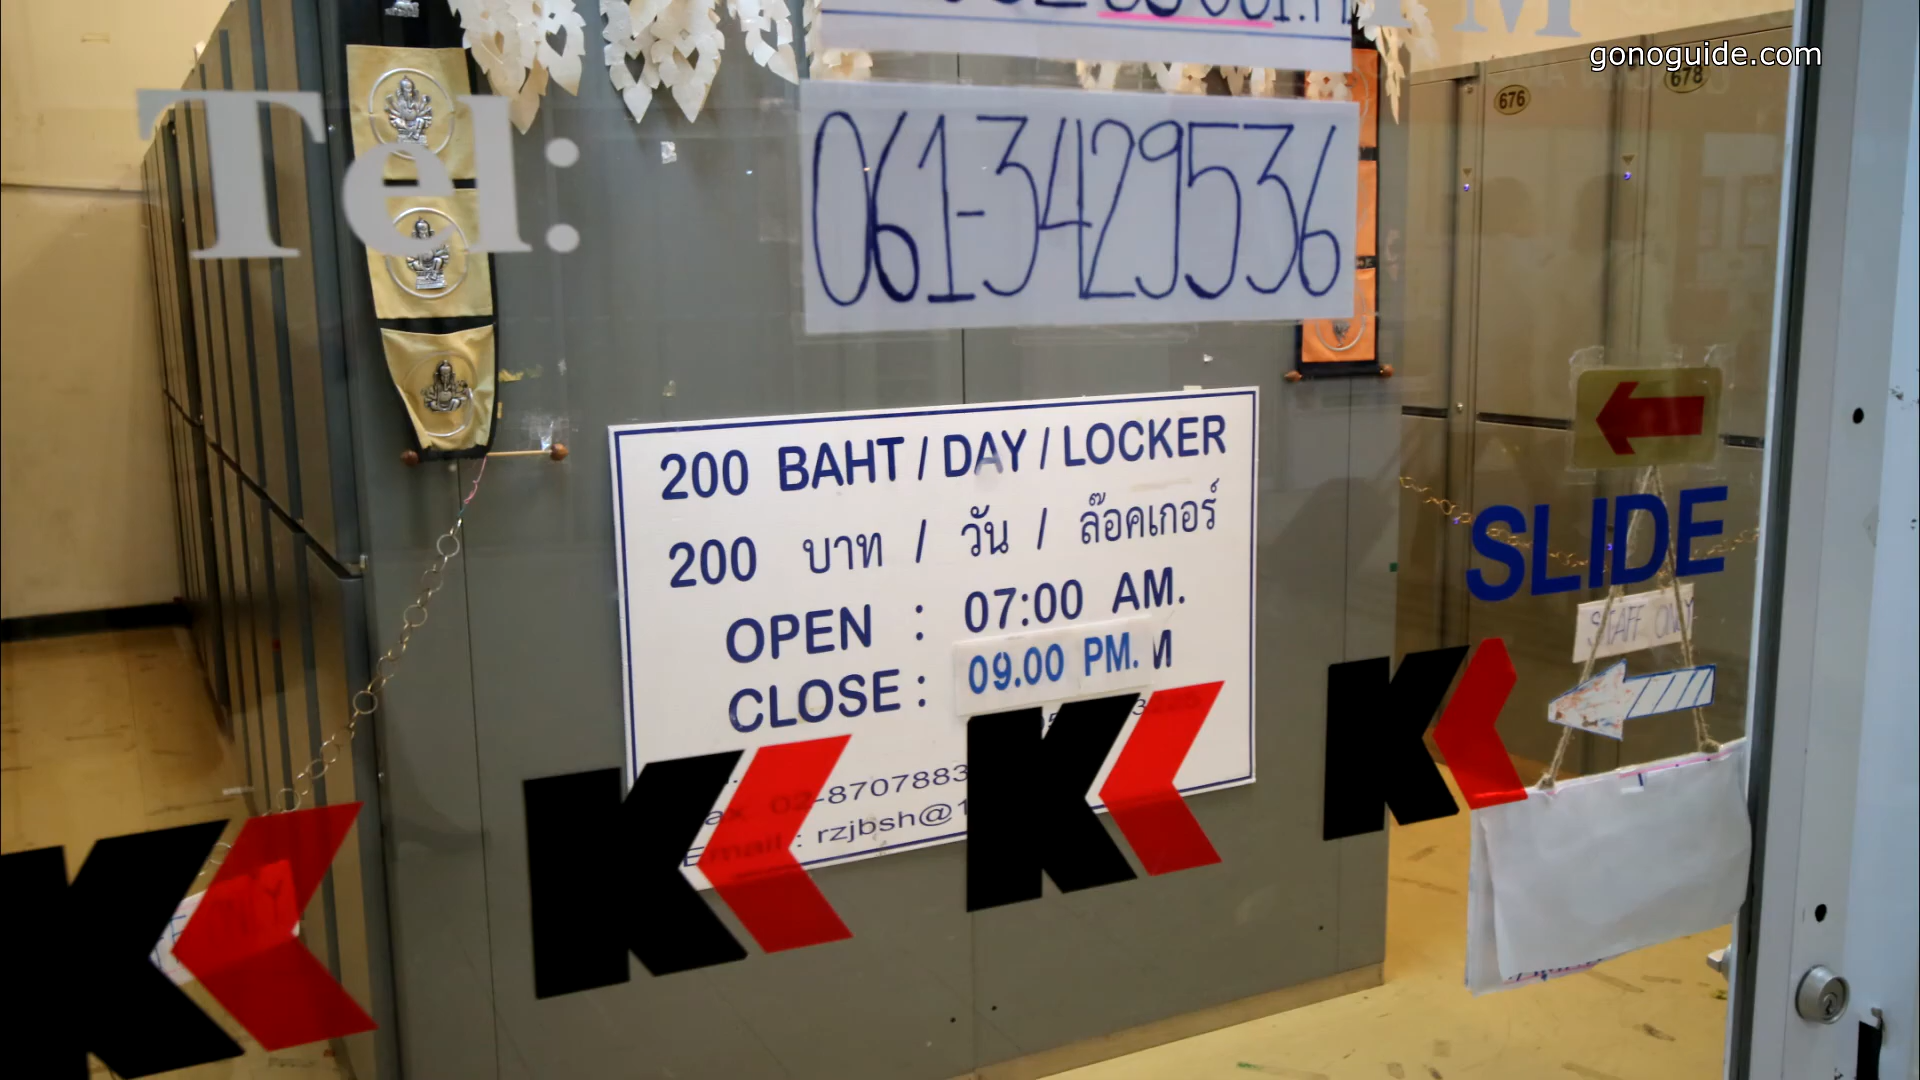 gonoguide.com
676
678
Tel:
061-3429536
200 BAHT / DAY / LOCKER
200 บาท / วัน / ล๊อคเกอร์
OPEN : 07:00 AM.
CLOSE : 09.00 PM.
SLIDE
STAFF ONLY
02-8707883
Email : rzjbsh@1
K K K K